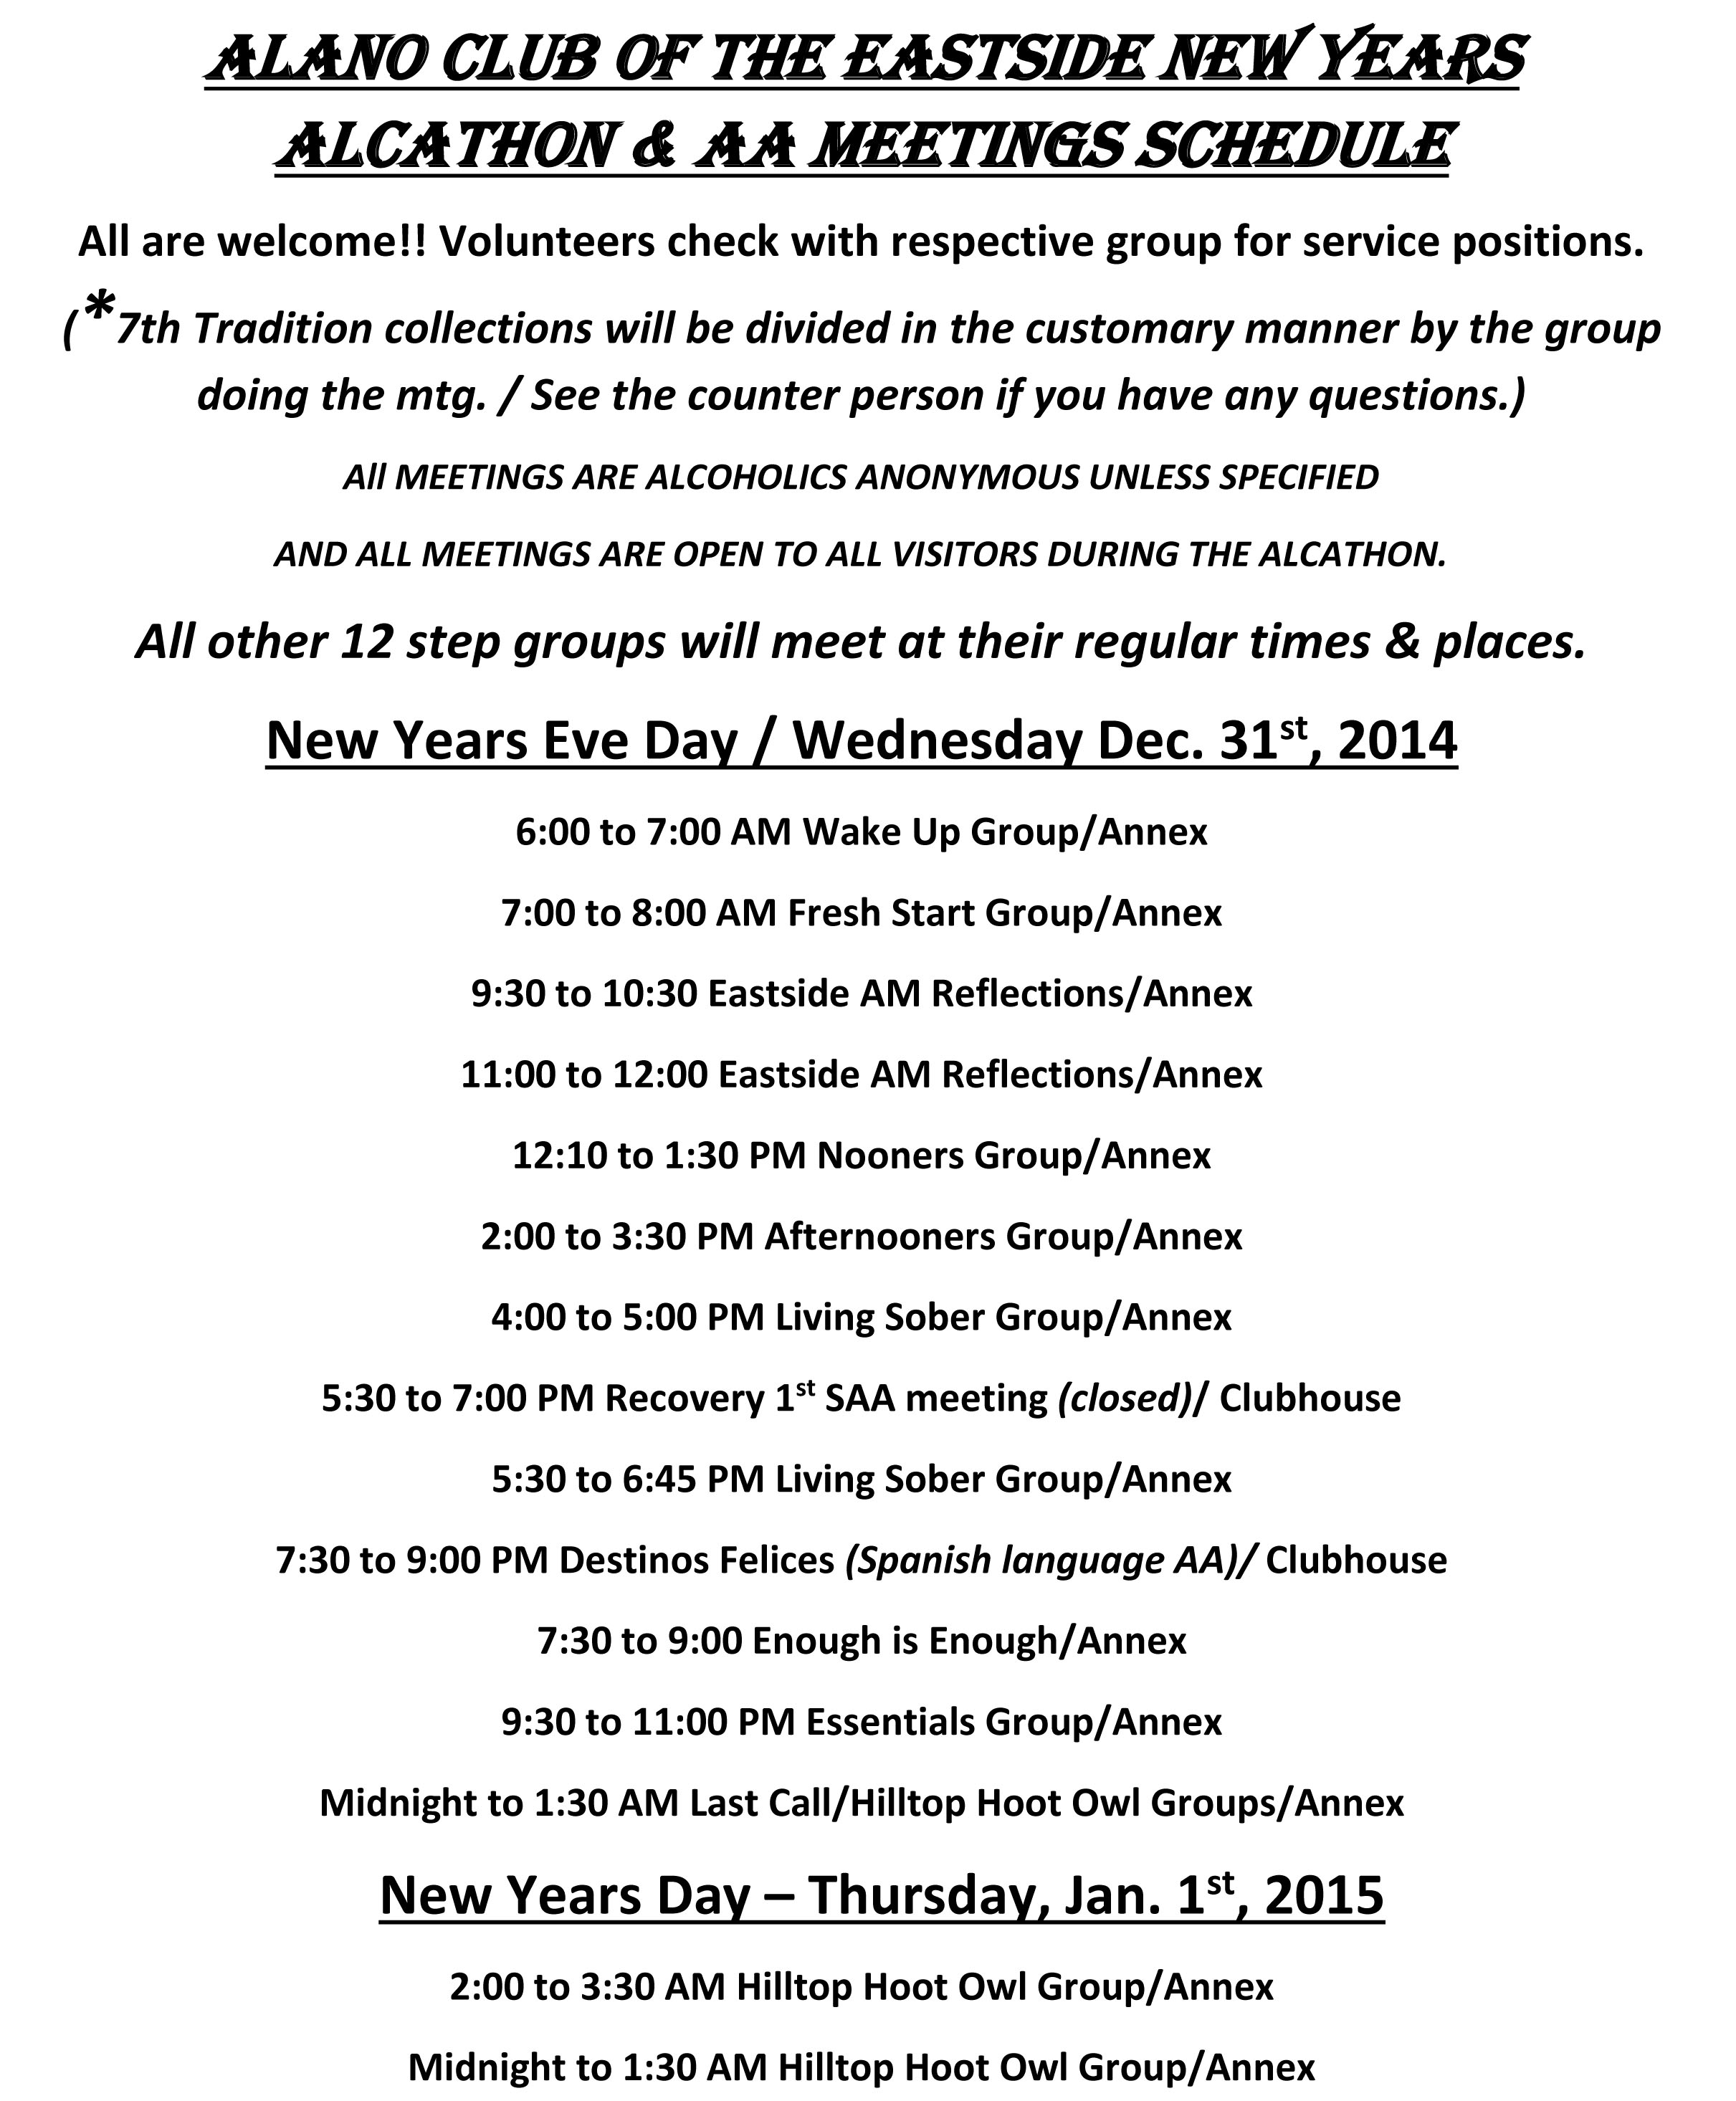 ALANO CLUB OF THE EASTSIDE NEW YEARS
ALCATHON & AA MEETINGS SCHEDULE
All are welcome!! Volunteers check with respective group for service positions.
(*7th Tradition collections will be divided in the customary manner by the group
doing the mtg. / See the counter person if you have any questions.)
All MEETINGS ARE ALCOHOLICS ANONYMOUS UNLESS SPECIFIED
AND ALL MEETINGS ARE OPEN TO ALL VISITORS DURING THE ALCATHON.
All other 12 step groups will meet at their regular times & places.
New Years Eve Day / Wednesday Dec. 31st, 2014
6:00 to 7:00 AM Wake Up Group/Annex
7:00 to 8:00 AM Fresh Start Group/Annex
9:30 to 10:30 Eastside AM Reflections/Annex
11:00 to 12:00 Eastside AM Reflections/Annex
12:10 to 1:30 PM Nooners Group/Annex
2:00 to 3:30 PM Afternooners Group/Annex
4:00 to 5:00 PM Living Sober Group/Annex
5:30 to 7:00 PM Recovery 1st SAA meeting (closed)/ Clubhouse
5:30 to 6:45 PM Living Sober Group/Annex
7:30 to 9:00 PM Destinos Felices (Spanish language AA)/ Clubhouse
7:30 to 9:00 Enough is Enough/Annex
9:30 to 11:00 PM Essentials Group/Annex
Midnight to 1:30 AM Last Call/Hilltop Hoot Owl Groups/Annex
New Years Day – Thursday, Jan. 1st, 2015
2:00 to 3:30 AM Hilltop Hoot Owl Group/Annex
Midnight to 1:30 AM Hilltop Hoot Owl Group/Annex